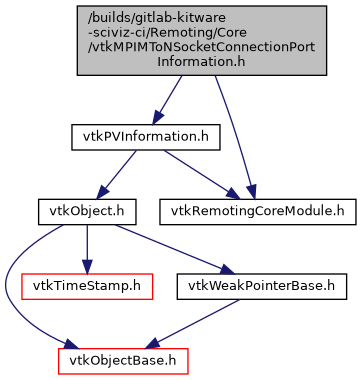 /builds/gitlab-kitware
-sciviz-ci/Remoting/Core
/vtkMPIMToNSocketConnectionPort
Information.h
vtkPVInformation.h
vtkObject.h
vtkRemotingCoreModule.h
vtkTimeStamp.h
vtkWeakPointerBase.h
vtkObjectBase.h